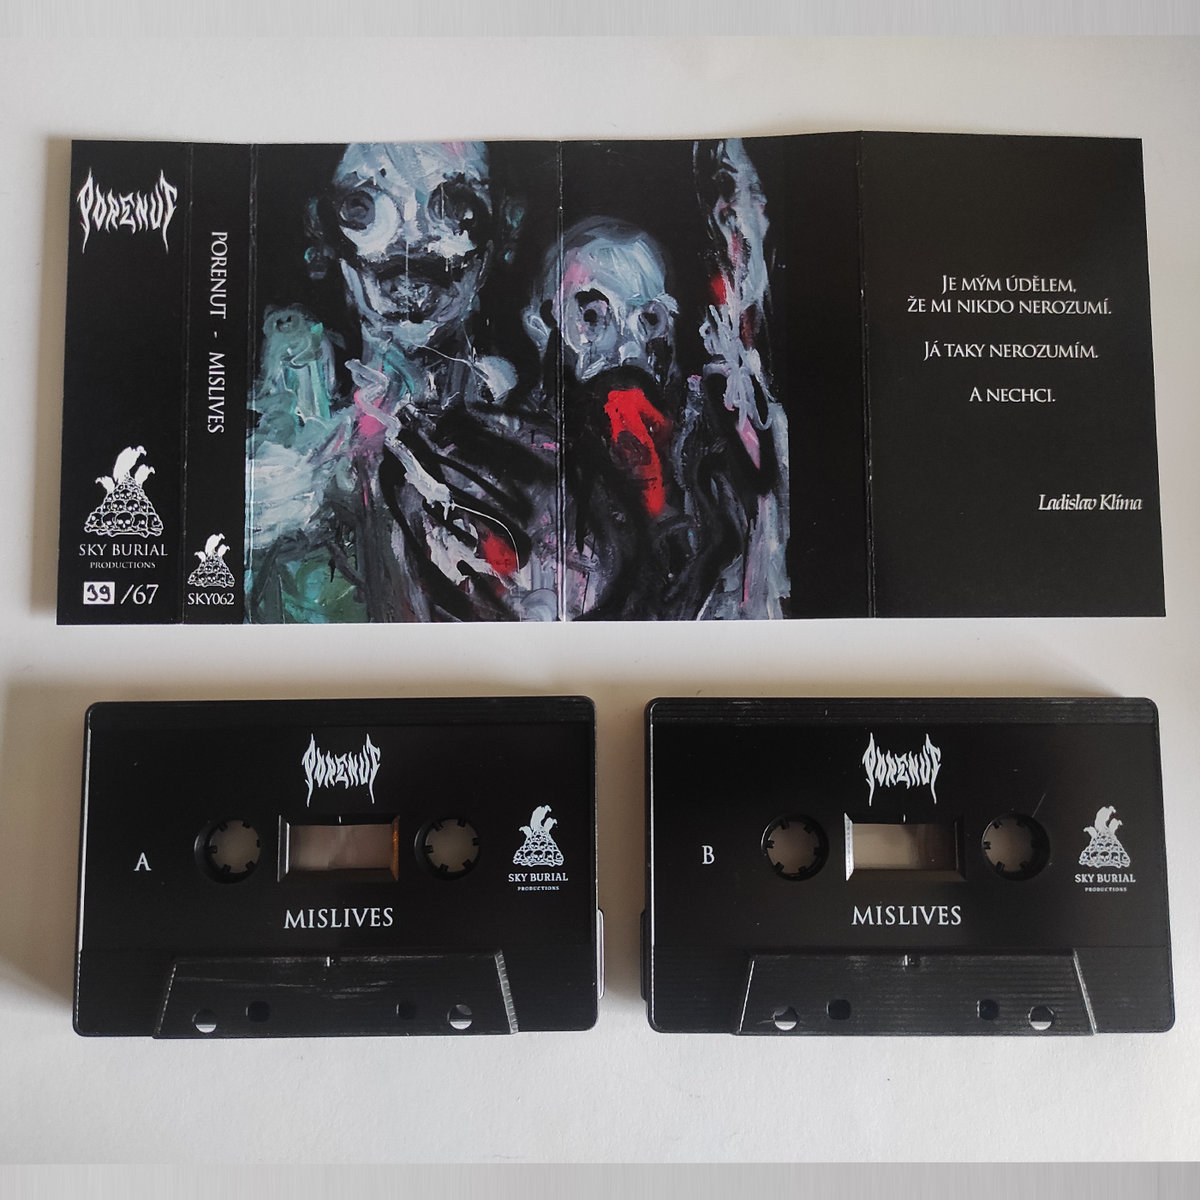 PORENUT
SKY BURIAL
PRODUCTIONS
39 /67
PORENUT - MISLIVES
SKY062
JE MÝM ÚDĚLEM,
ŽE MI NIKDO NEROZUMÍ.
JÁ TAKY NEROZUMÍM.
A NECHCI.
Ladislav Klíma
PORENUT
A
SKY BURIAL
PRODUCTIONS
MISLIVES
PORENUT
B
SKY BURIAL
PRODUCTIONS
MISLIVES